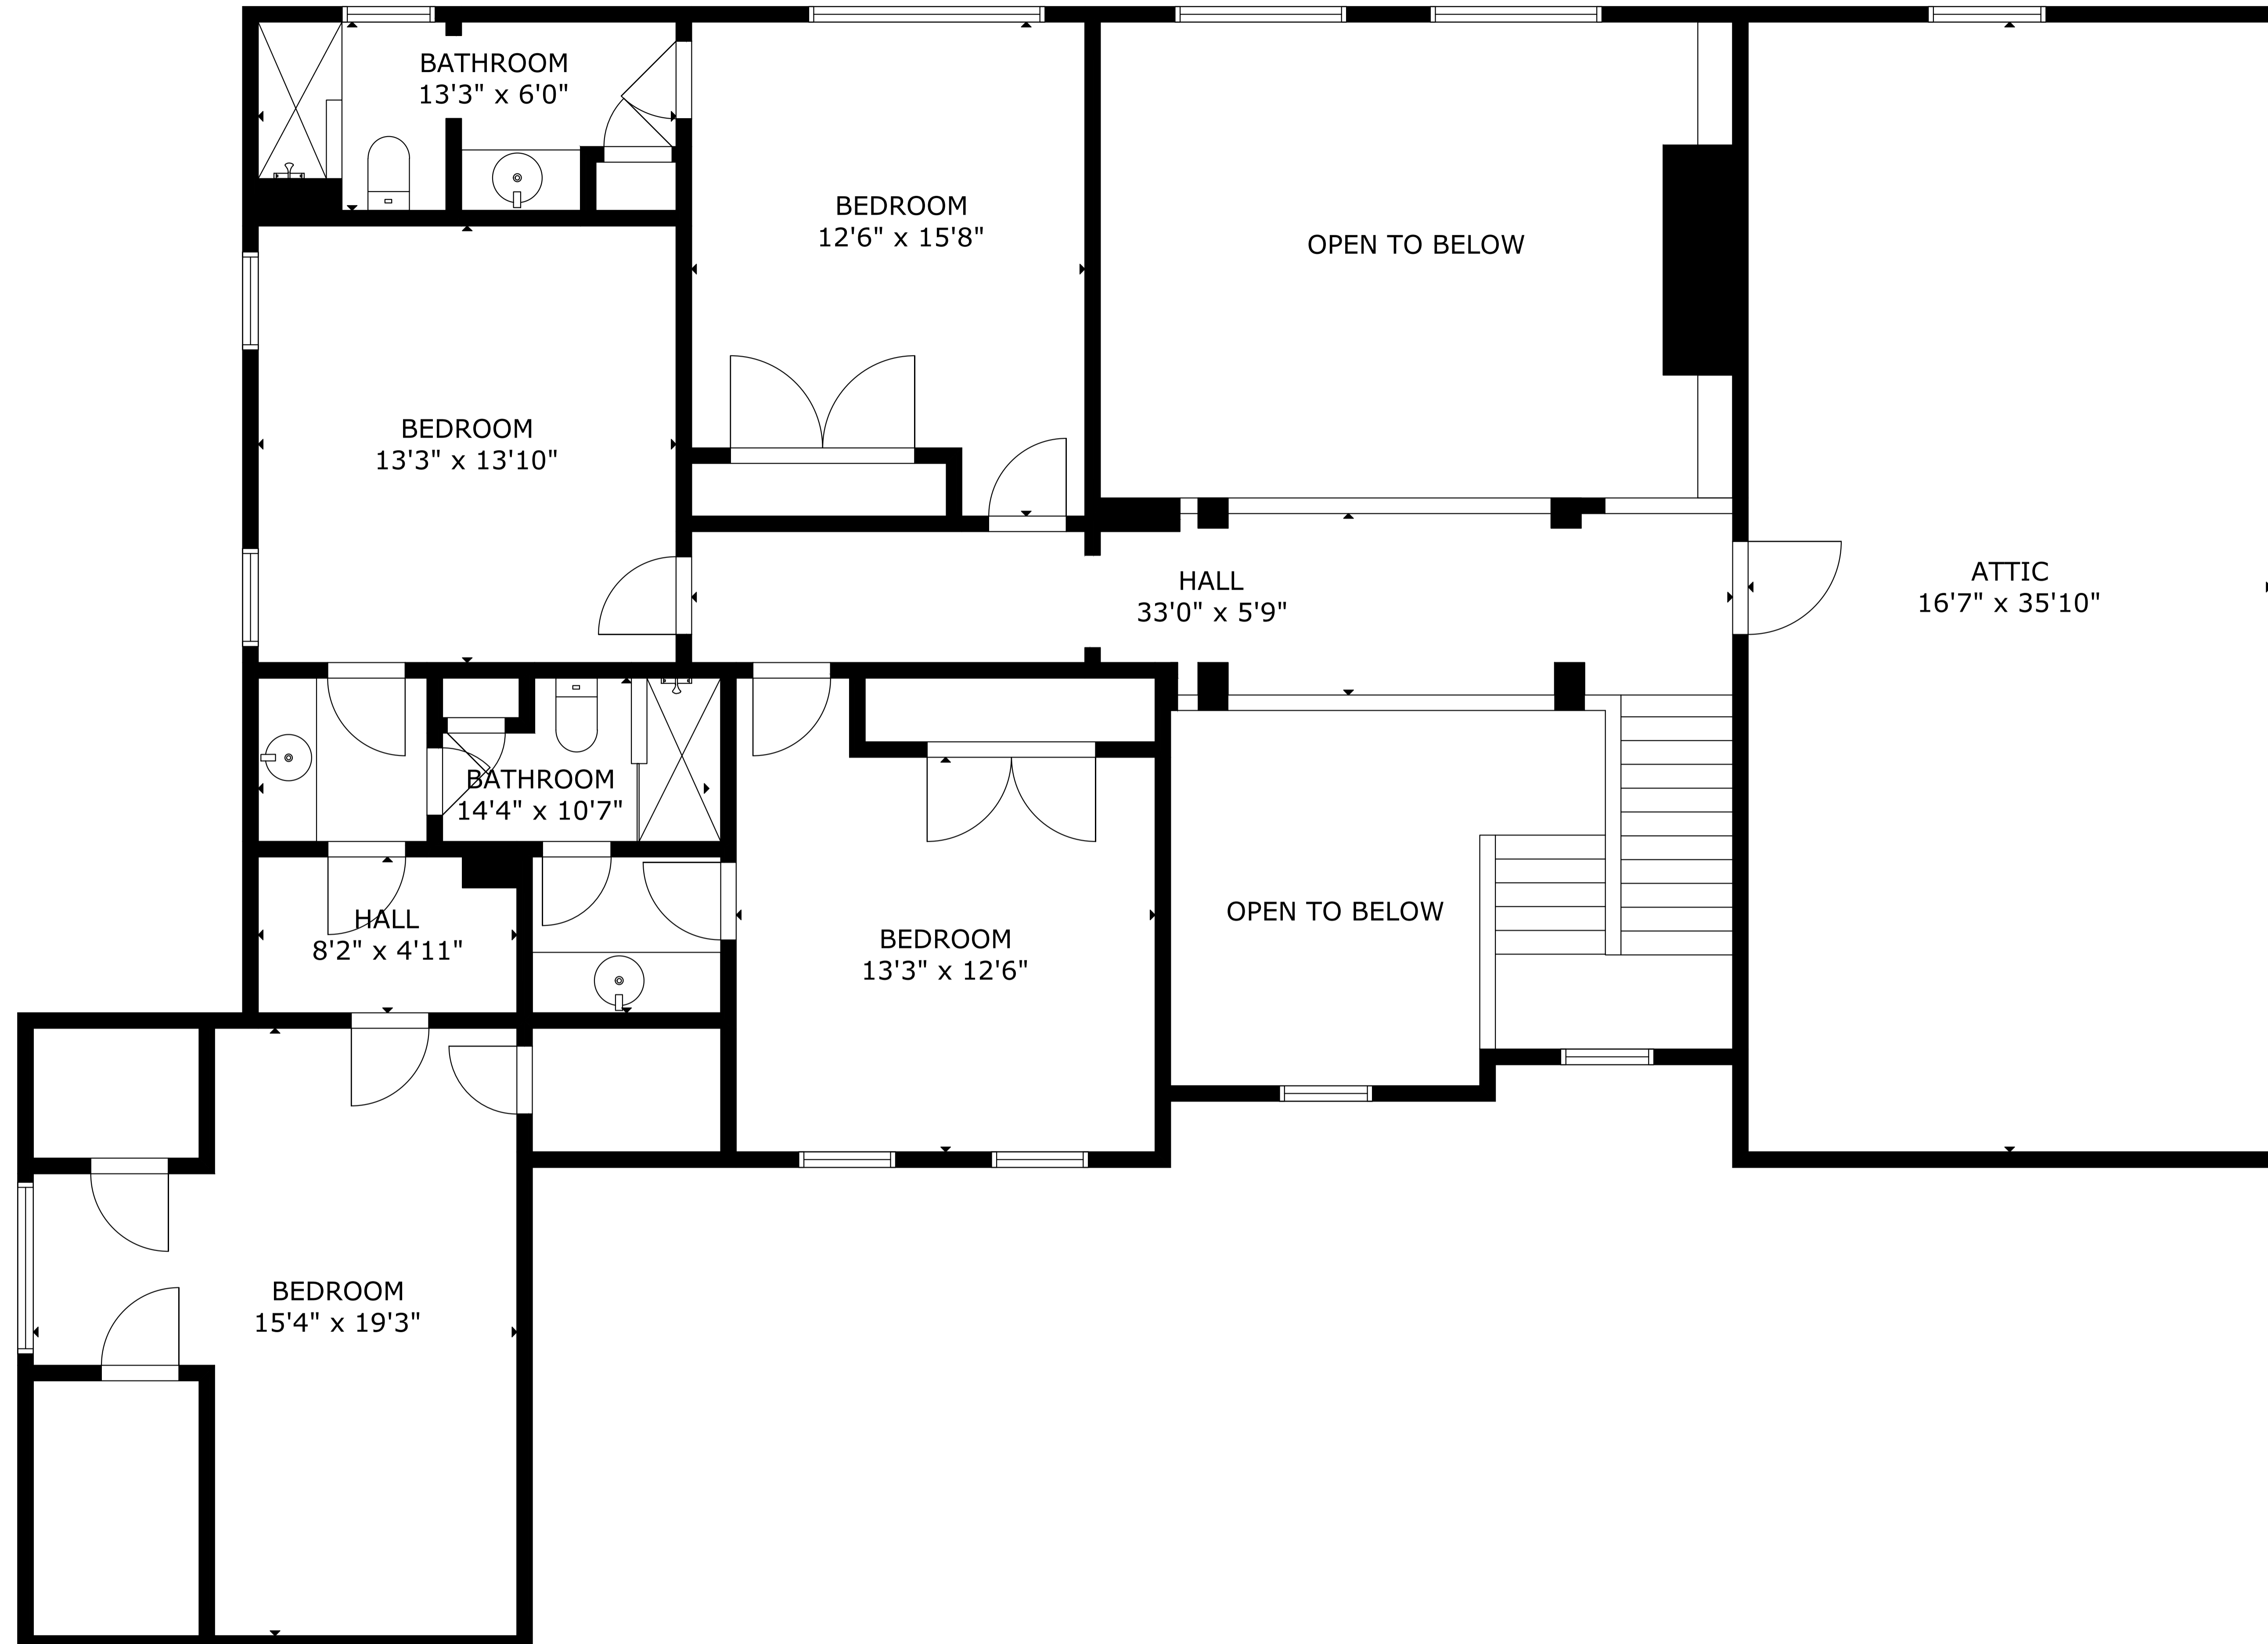 BATHROOM
13'3" x 6'0"
BEDROOM
12'6" x 15'8"
OPEN TO BELOW
BEDROOM
13'3" x 13'10"
HALL
33'0" x 5'9"
ATTIC
16'7" x 35'10"
BATHROOM
14'4" x 10'7"
HALL
8'2" x 4'11"
BEDROOM
13'3" x 12'6"
OPEN TO BELOW
BEDROOM
15'4" x 19'3"